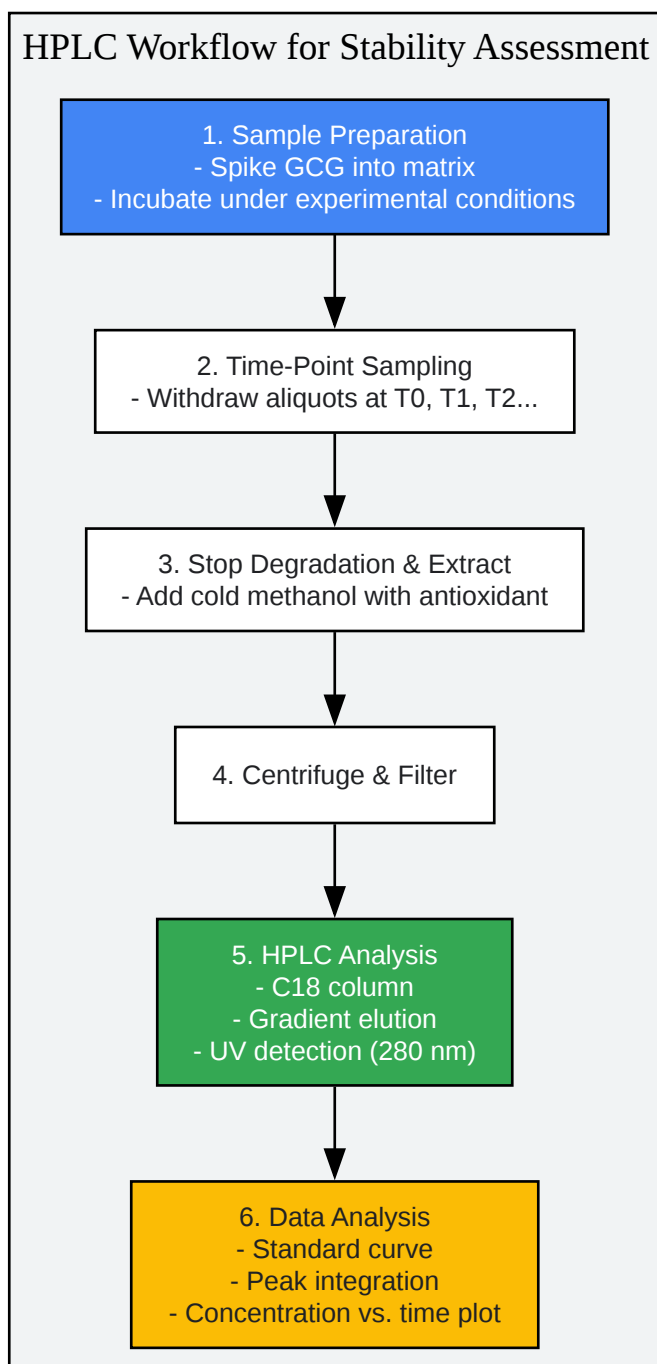 HPLC Workflow for Stability Assessment
1. Sample Preparation
- Spike GCG into matrix
- Incubate under experimental conditions
2. Time-Point Sampling
- Withdraw aliquots at T0, T1, T2...
3. Stop Degradation & Extract
- Add cold methanol with antioxidant
4. Centrifuge & Filter
5. HPLC Analysis
- C18 column
- Gradient elution
- UV detection (280 nm)
6. Data Analysis
- Standard curve
- Peak integration
- Concentration vs. time plot